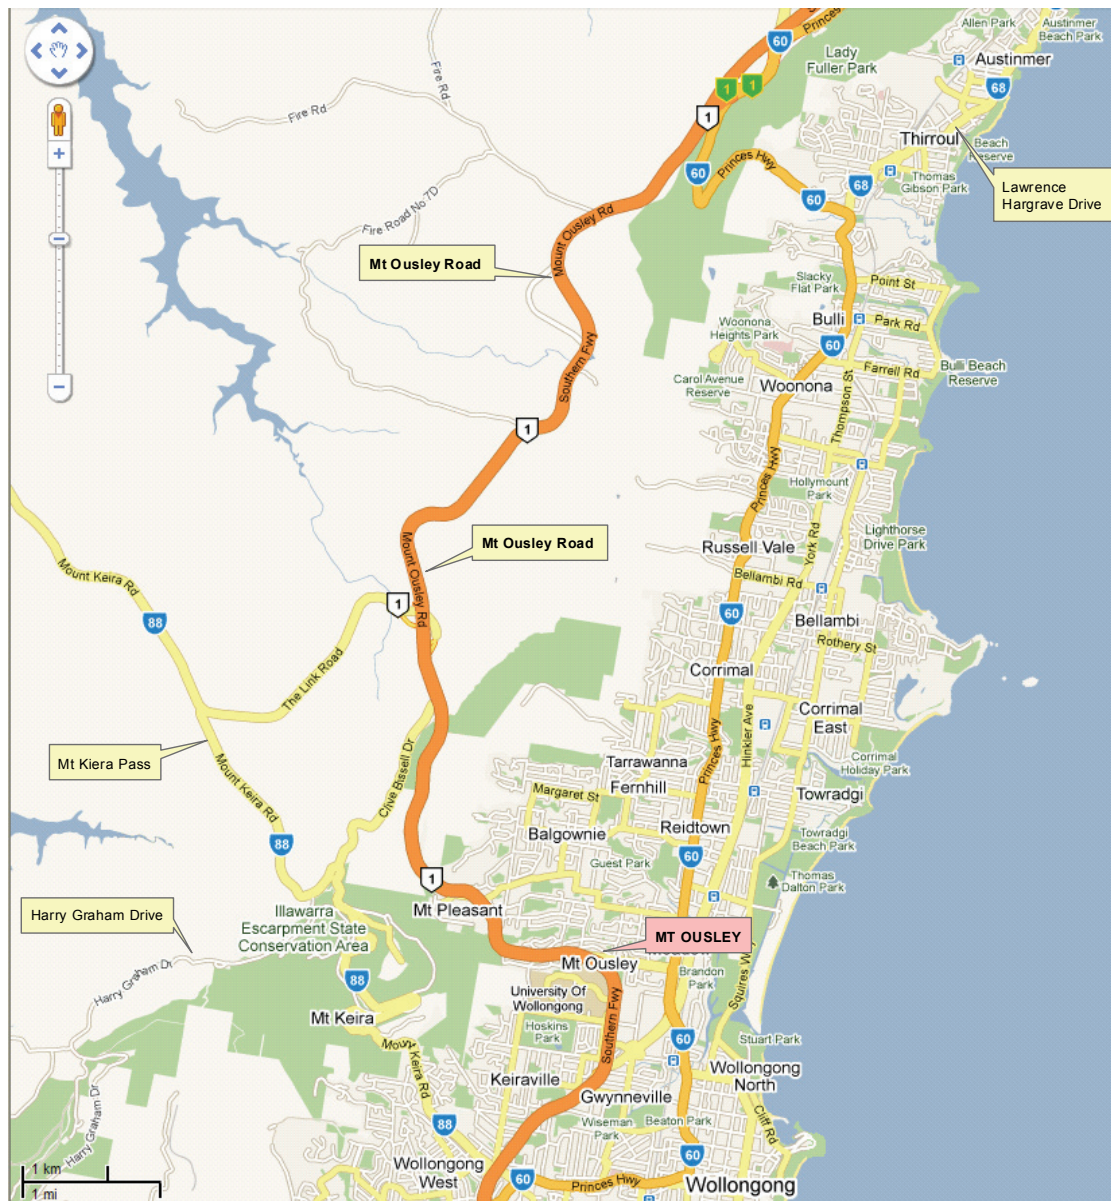 60
Princes Hwy
Allen Park
Austinmer
Beach Park
Austinmer
Lady
Fuller Park
Fire Rd
Fire Rd
1
1
1
68
Thirroul
Beach
Reserve
Thomas
Gibson Park
Lawrence
Hargrave Drive
Princes Hwy
60
60
68
Fire Road No 7D
Mount Ousley Rd
Mt Ousley Road
Slacky
Flat Park
Point St
Woonona
Heights Park
Bulli
Park Rd
60
Southern Fwy
Carol Avenue
Reserve
Woonona
Farrell Rd
Bulli Beach
Reserve
Thompson St
1
Princes Hwy
Hollymount
Park
York Rd
Lighthorse
Drive Park
Mt Ousley Road
Russell Vale
Mount Ousley Rd
Mount Keira Rd
Bellambi Rd
1
88
60
Bellambi
Rothery St
The Link Road
Corrimal
Corrimal
East
Hinkler Ave
Princes Hwy
Mt Kiera Pass
Mount Keira Rd
Clive Bissell Dr
Tarrawanna
Fernhill
Corrimal
Holiday Park
Margaret St
Towradgi
Balgownie
Reidtown
Towradgi
Beach Park
88
60
Guest Park
Thomas
Dalton Park
1
Harry Graham Drive
Mt Pleasant
Illawarra
Escarpment State
Conservation Area
MT OUSLEY
Mt Ousley
Brandon
Park
Squires W
Harry Graham Dr
88
University Of
Wollongong
Mt Keira
Hoskins
Park
Southern Fwy
60
Stuart Park
Mount
Keira Rd
Wollongong
North
Keiraville
Gwynneville
Harry Graham Dr
88
Wiseman
Park
Beaton Park
Cliff Rd
60
Wollongong
West
60
Princes Hwy
Wollongong
1 km
1 mi